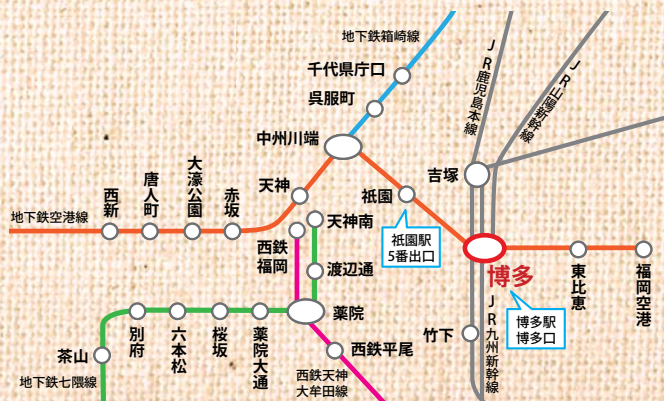 地下鉄箱崎線
千代県庁口
呉服町
中州川端
JR鹿児島本線
JR山陽新幹線
吉塚
天神
祇園
西新
唐人町
大濠公園
赤坂
地下鉄空港線
天神南
西鉄
福岡
祇園駅
5番出口
博多
東比恵
福岡空港
渡辺通
薬院
別府
六本松
桜坂
薬院大通
茶山
地下鉄七隈線
西鉄平尾
西鉄天神
大牟田線
竹下
JR九州新幹線
博多駅
博多口